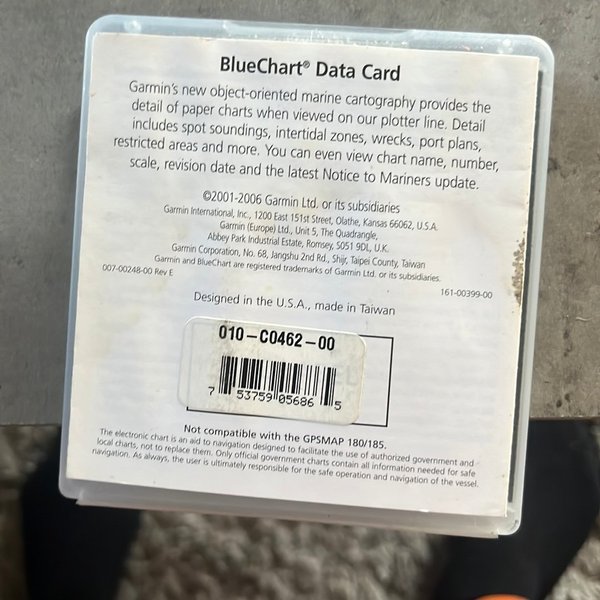 BlueChart® Data Card
Garmin's new object-oriented marine cartography provides the
detail of paper charts when viewed on our plotter line. Detail
includes spot soundings, intertidal zones, wrecks, port plans,
restricted areas and more. You can even view chart name, number,
scale, revision date and the latest Notice to Mariners update.
©2001-2006 Garmin Ltd. or its subsidiaries
Garmin International, Inc., 1200 East 151st Street, Olathe, Kansas 66062, U.S.A.
Garmin (Europe) Ltd., Unit 5, The Quadrangle,
Abbey Park Industrial Estate, Romsey, SO51 9DL, U.K.
Garmin Corporation, No. 68, Jangshu 2nd Rd., Shijr, Taipei County, Taiwan
Garmin and BlueChart are registered trademarks of Garmin Ltd. or its subsidiaries.
007-00248-00 Rev E
161-00399-00
Designed in the U.S.A., made in Taiwan
010-C0462-00
7 53759 05686 5
Not compatible with the GPSMAP 180/185.
The electronic chart is an aid to navigation designed to facilitate the use of authorized government and
local charts, not to replace them. Only official government charts contain all information needed for safe
navigation. As always, the user is ultimately responsible for the safe operation and navigation of the vessel.